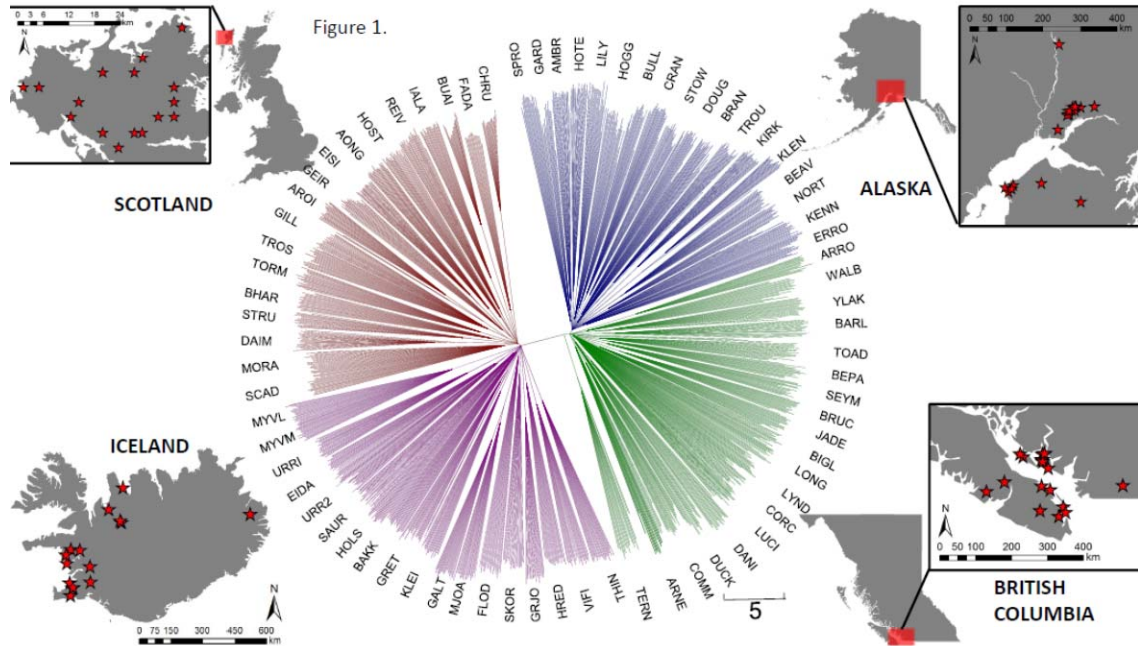 Figure 1.
0 3 6 12 18 24
km
N
SCOTLAND
0 50 100 200 300 400
km
N
ALASKA
ICELAND
N
0 75 150 300 450 600
km
N
0 50 100 200 300 400
km
BRITISH
COLUMBIA
SPRO
GARD
AMBR
HOTE
LILY
HOGG
BULL
CRAN
STOW
DOUG
BRAN
TROU
KIRK
KLEN
BEAV
NORT
KENN
ERRO
ARRO
WALB
YLAK
BARL
TOAD
BEPA
SEYM
BRUC
JADE
BIGL
LONG
LYND
CORC
LUCI
DANI
DUCK
COMM
ARNE
TERN
THIN
VIFI
HRED
GRJO
SKOR
FLOD
MJOA
GALT
KLEI
GRET
BAKK
HOLS
SAUR
URR2
EIDA
URRI
MYVM
MYVL
SCAD
MORA
DAIM
STRU
BHAR
TORM
TROS
GILL
AROI
GEIR
EISI
AONG
HOST
REIV
IALA
BUAI
FADA
CHRU
5